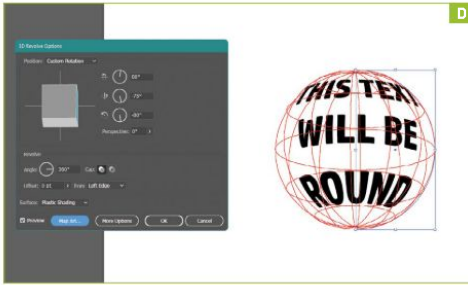 D
3D Revolve Options
Position: Custom Rotation
-80°
Perspective: 0°
Revolve
Angle: 360° Cap:
Offset: 0 pt From: Left Edge
Surface: Plastic Shading
Preview Map Art... More Options OK Cancel
THIS TEXT
WILL BE
ROUND